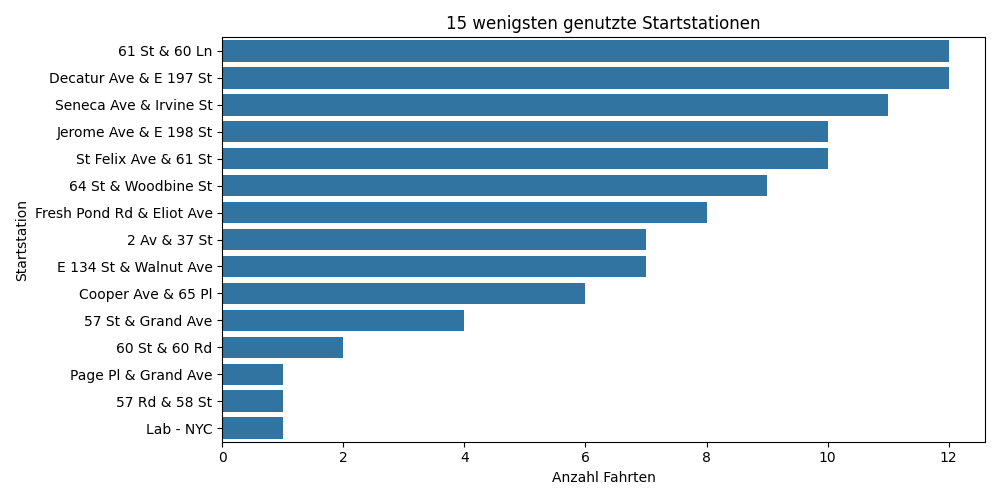 15 wenigsten genutzte Startstationen
61 St & 60 Ln
Decatur Ave & E 197 St
Seneca Ave & Irvine St
Jerome Ave & E 198 St
St Felix Ave & 61 St
64 St & Woodbine St
Fresh Pond Rd & Eliot Ave
2 Av & 37 St
E 134 St & Walnut Ave
Cooper Ave & 65 Pl
57 St & Grand Ave
60 St & 60 Rd
Page Pl & Grand Ave
57 Rd & 58 St
Lab - NYC
Startstation
0 2 4 6 8 10 12
Anzahl Fahrten